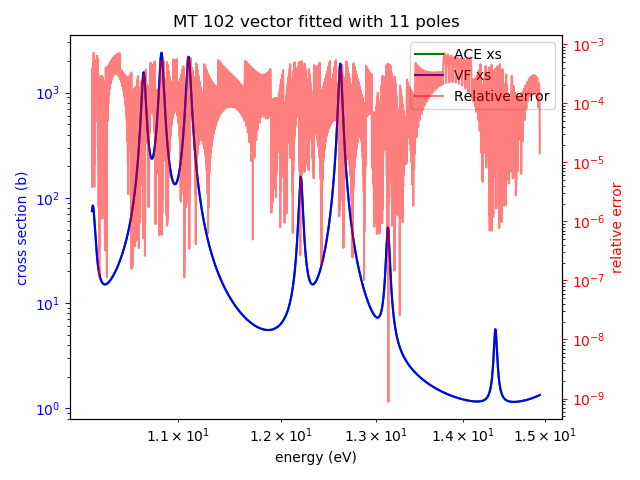 MT 102 vector fitted with 11 poles
ACE xs
VF xs
Relative error
cross section (b)
10³
10²
10¹
10⁰
10⁻³
10⁻⁴
10⁻⁵
10⁻⁶
10⁻⁷
10⁻⁸
10⁻⁹
relative error
1.1 × 10¹ 1.2 × 10¹ 1.3 × 10¹ 1.4 × 10¹ 1.5 × 10¹
energy (eV)